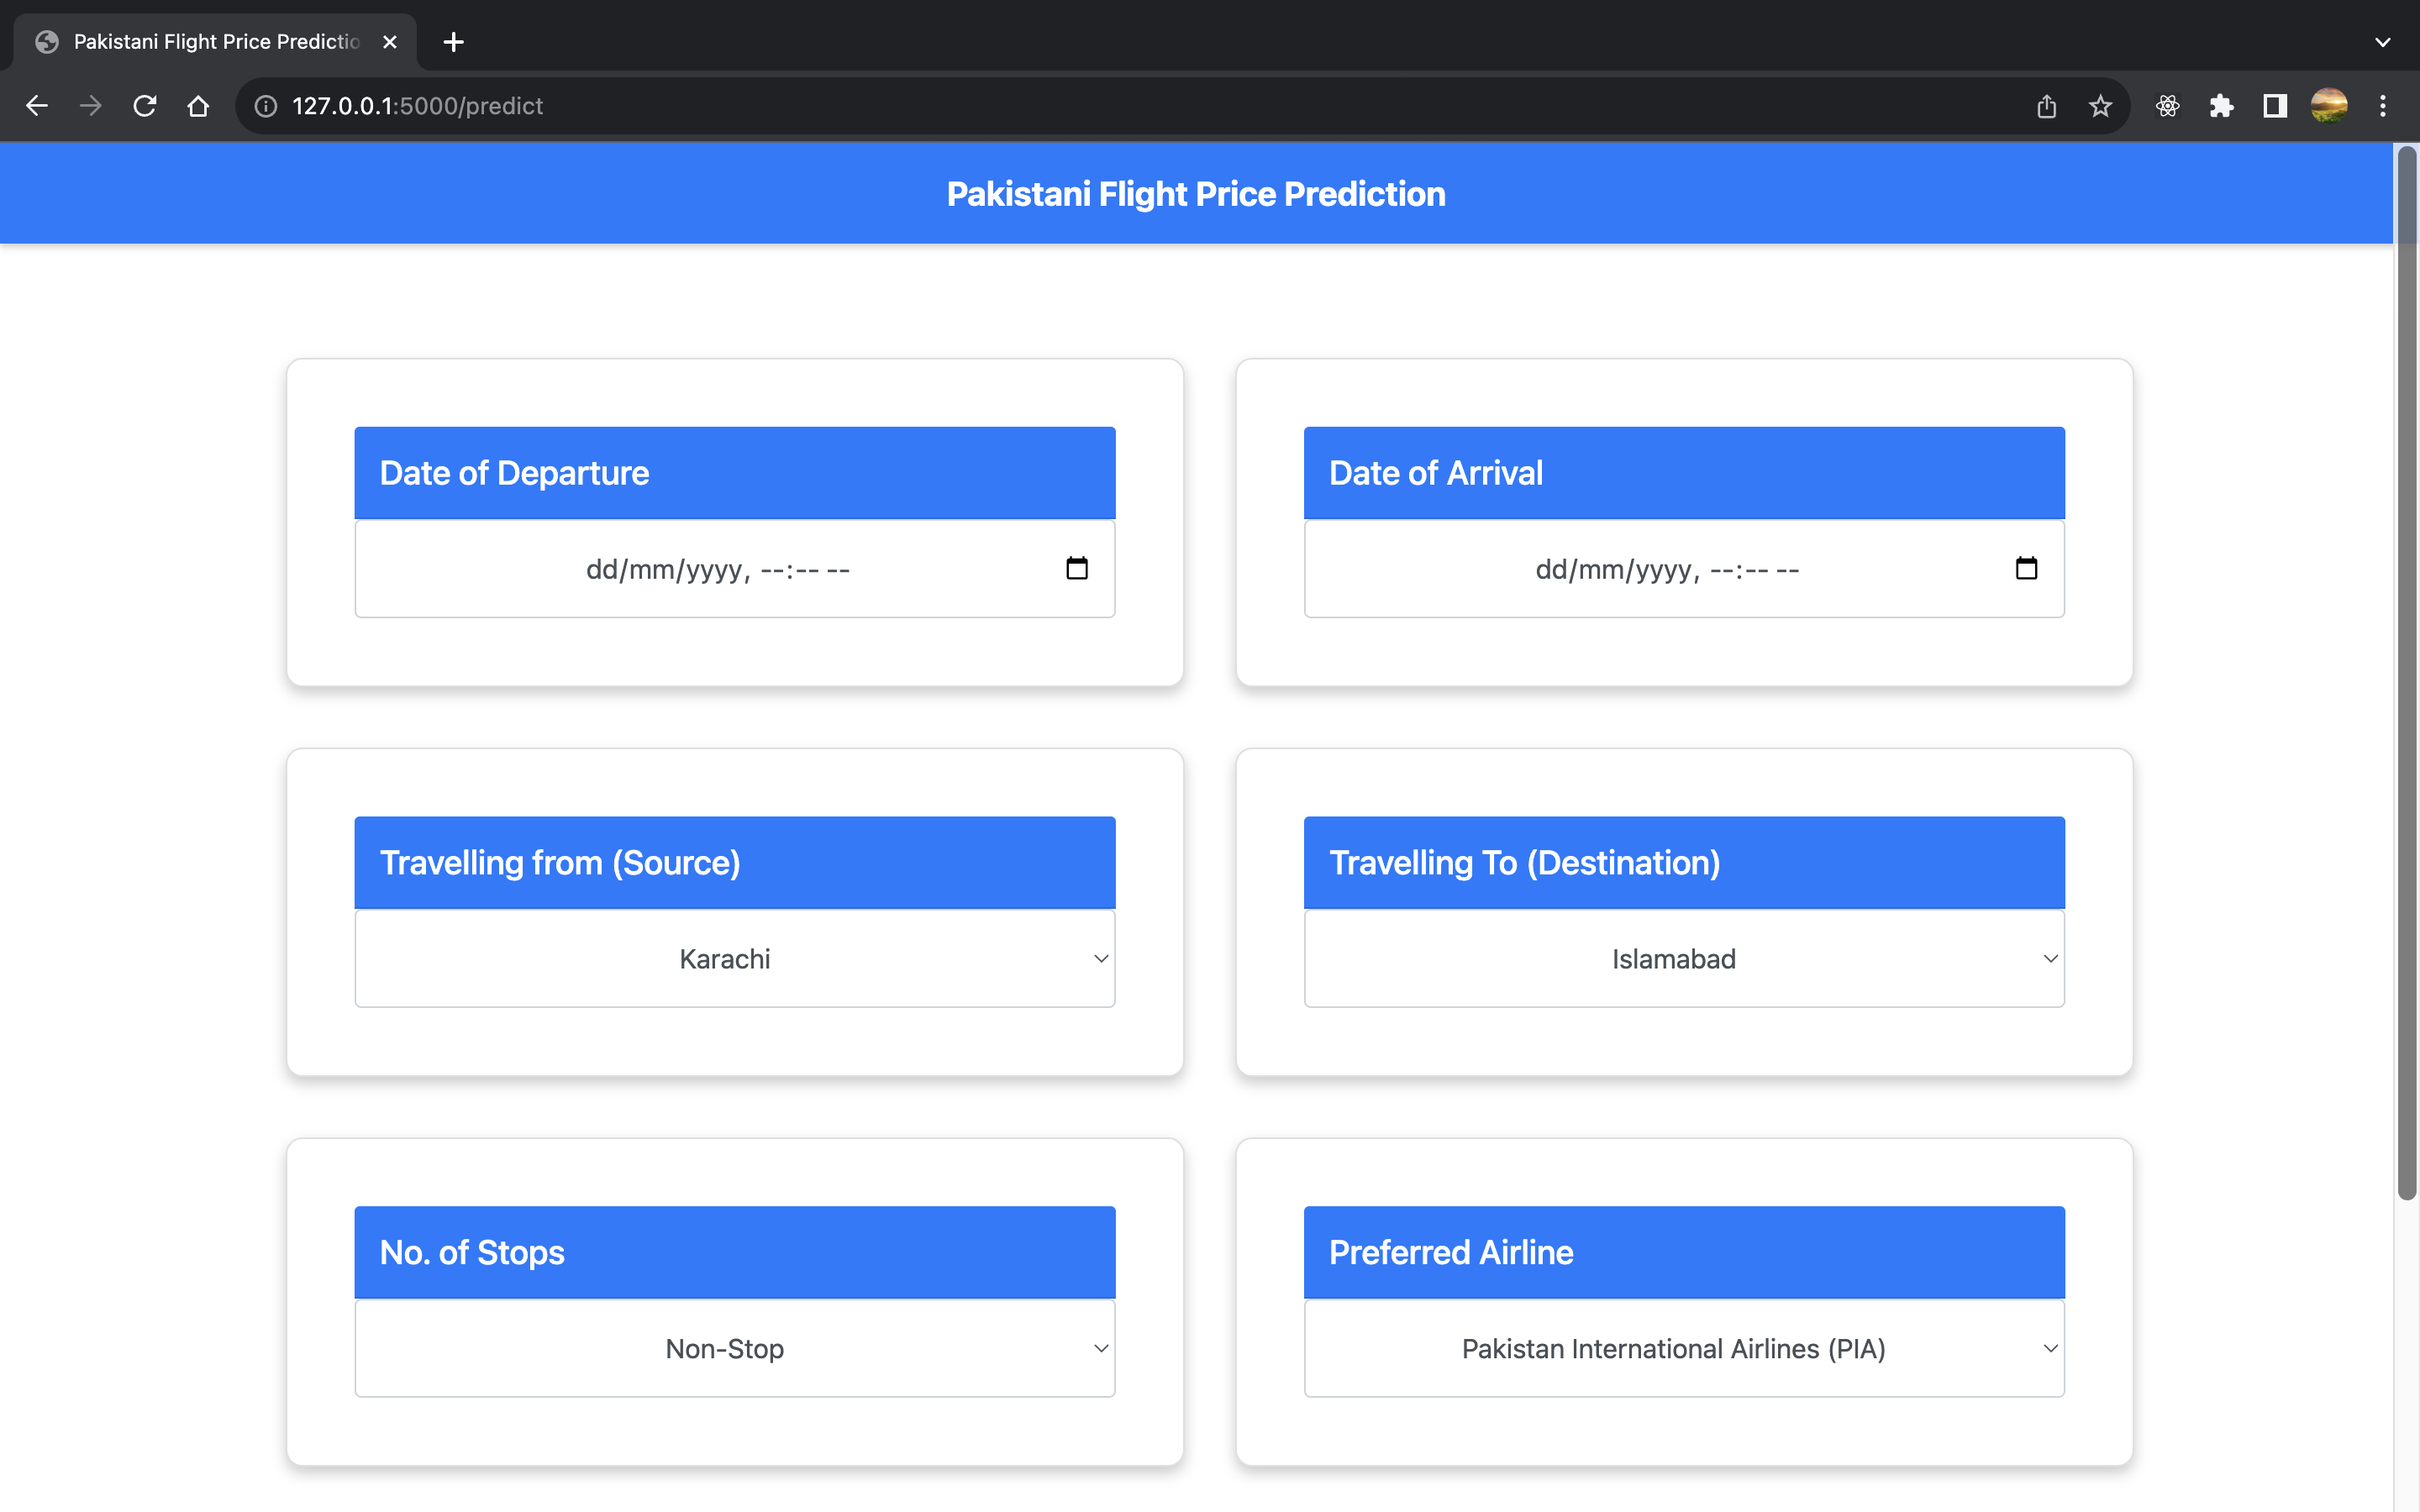 Pakistani Flight Price Predictio
127.0.0.1:5000/predict
Pakistani Flight Price Prediction
Date of Departure
dd/mm/yyyy, --:-- --
Date of Arrival
dd/mm/yyyy, --:-- --
Travelling from (Source)
Karachi
Travelling To (Destination)
Islamabad
No. of Stops
Non-Stop
Preferred Airline
Pakistan International Airlines (PIA)